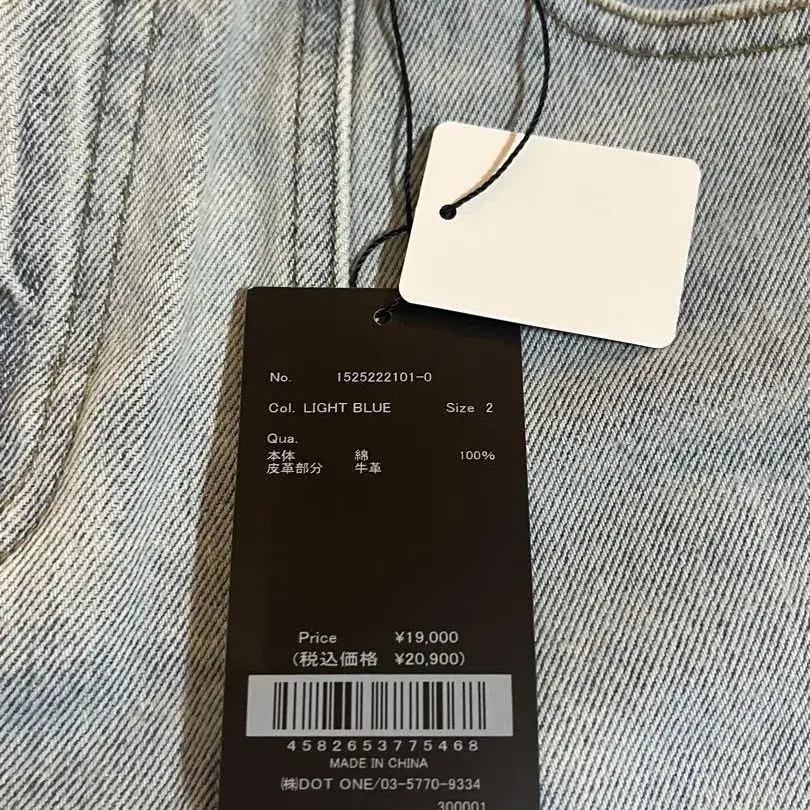 No. 1525222101-0
Col. LIGHT BLUE Size 2
Qua.
本体 綿 100%
皮革部分 牛革
Price ¥19,000
(税込価格 ¥20,900)
4582653775468
MADE IN CHINA
㈱DOT ONE/03-5770-9334
300001